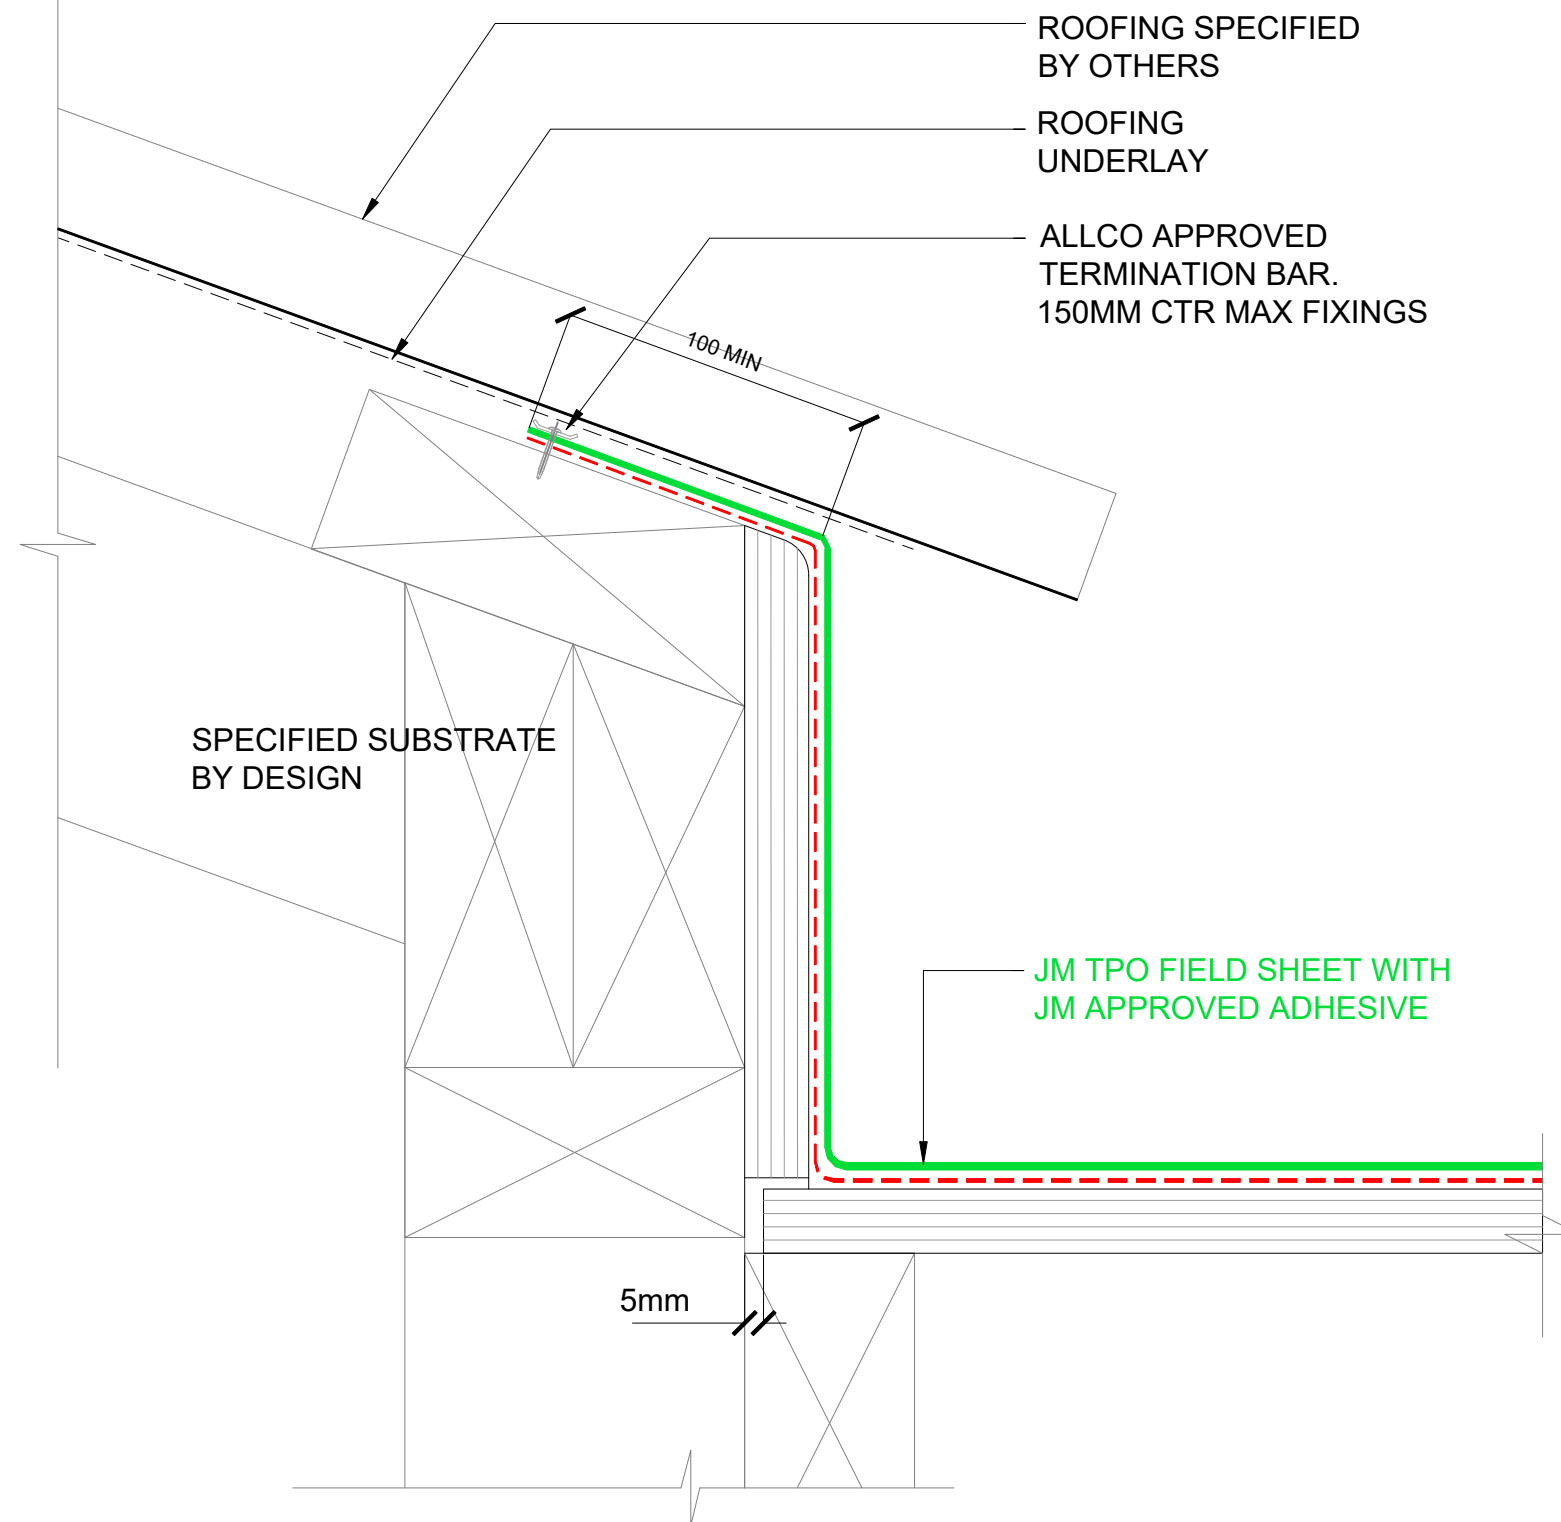 ROOFING SPECIFIED
BY OTHERS
ROOFING
UNDERLAY
ALLCO APPROVED
TERMINATION BAR.
150MM CTR MAX FIXINGS
100 MIN
SPECIFIED SUBSTRATE
BY DESIGN
JM TPO FIELD SHEET WITH
JM APPROVED ADHESIVE
5mm